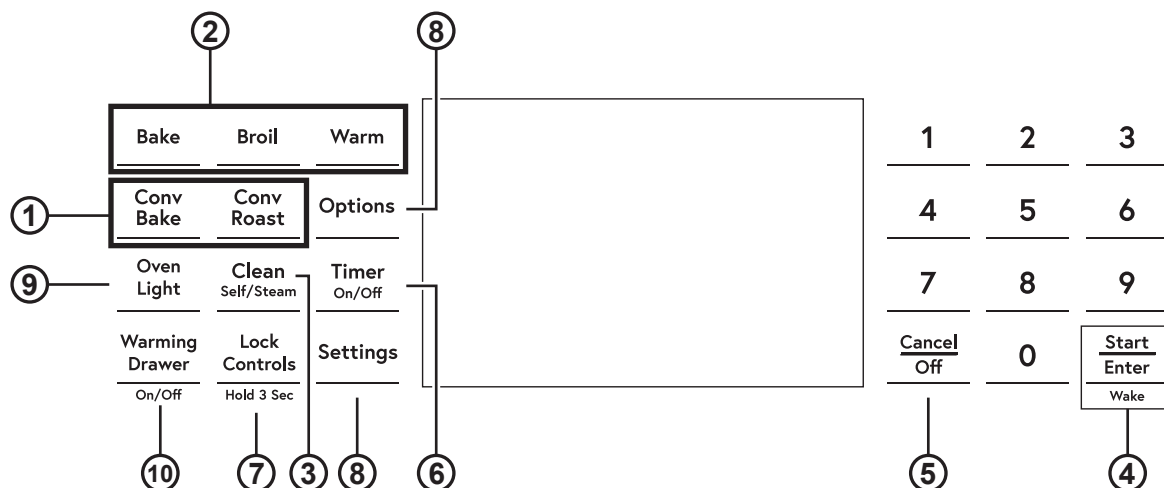 2
8
Bake
Broil
Warm
1
2
3
1
Conv
Bake
Conv
Roast
Options
4
5
6
9
Oven
Light
Clean
Self/Steam
Timer
On/Off
7
8
9
Warming
Drawer
On/Off
Lock
Controls
Hold 3 Sec
Settings
Cancel
Off
0
Start
Enter
Wake
10
7
3
8
6
5
4